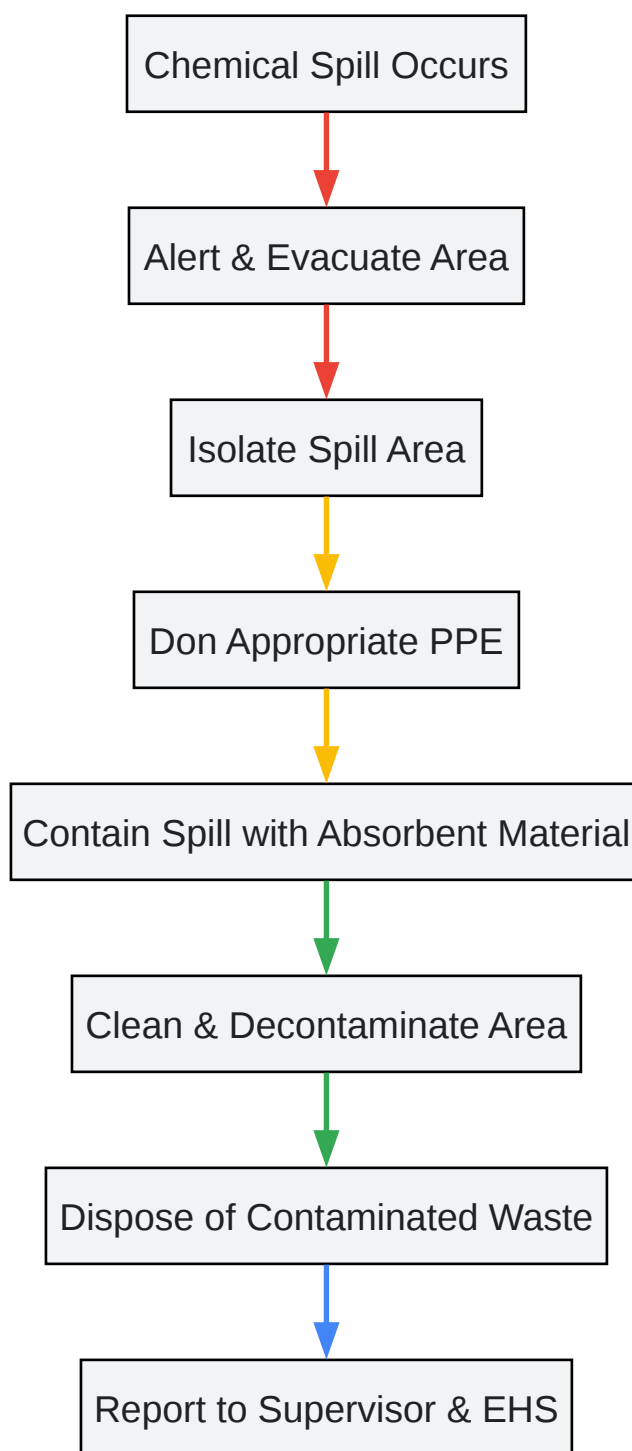 Chemical Spill Occurs
Alert & Evacuate Area
Isolate Spill Area
Don Appropriate PPE
Contain Spill with Absorbent Material
Clean & Decontaminate Area
Dispose of Contaminated Waste
Report to Supervisor & EHS